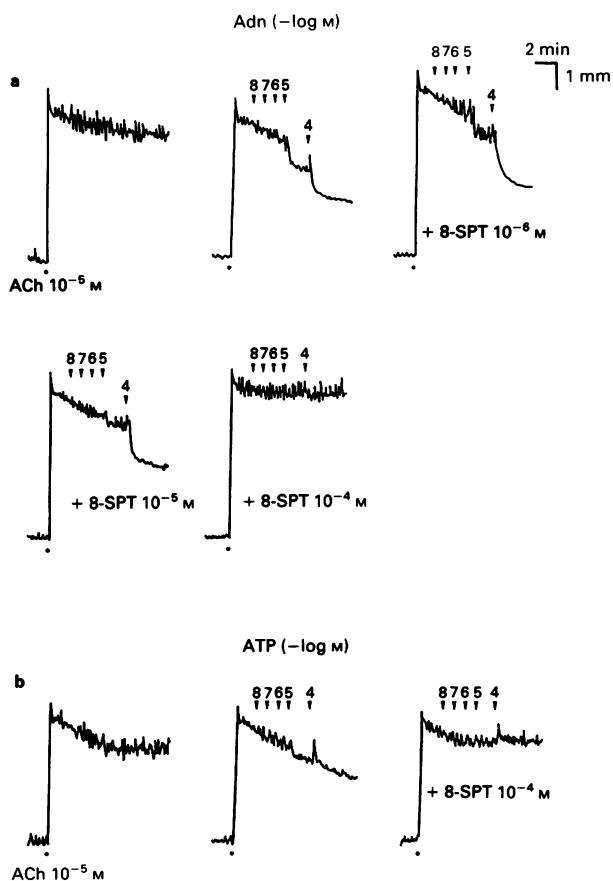 Adn (−log м)
a
8 7 6 5
4
8 7 6 5
4
2 min
1 mm
ACh 10⁻⁵ м
+ 8-SPT 10⁻⁶ м
8 7 6 5
4
8 7 6 5
4
+ 8-SPT 10⁻⁵ м
+ 8-SPT 10⁻⁴ м
ATP (−log м)
b
8 7 6 5
4
8 7 6 5
4
+ 8-SPT 10⁻⁴ м
ACh 10⁻⁵ м